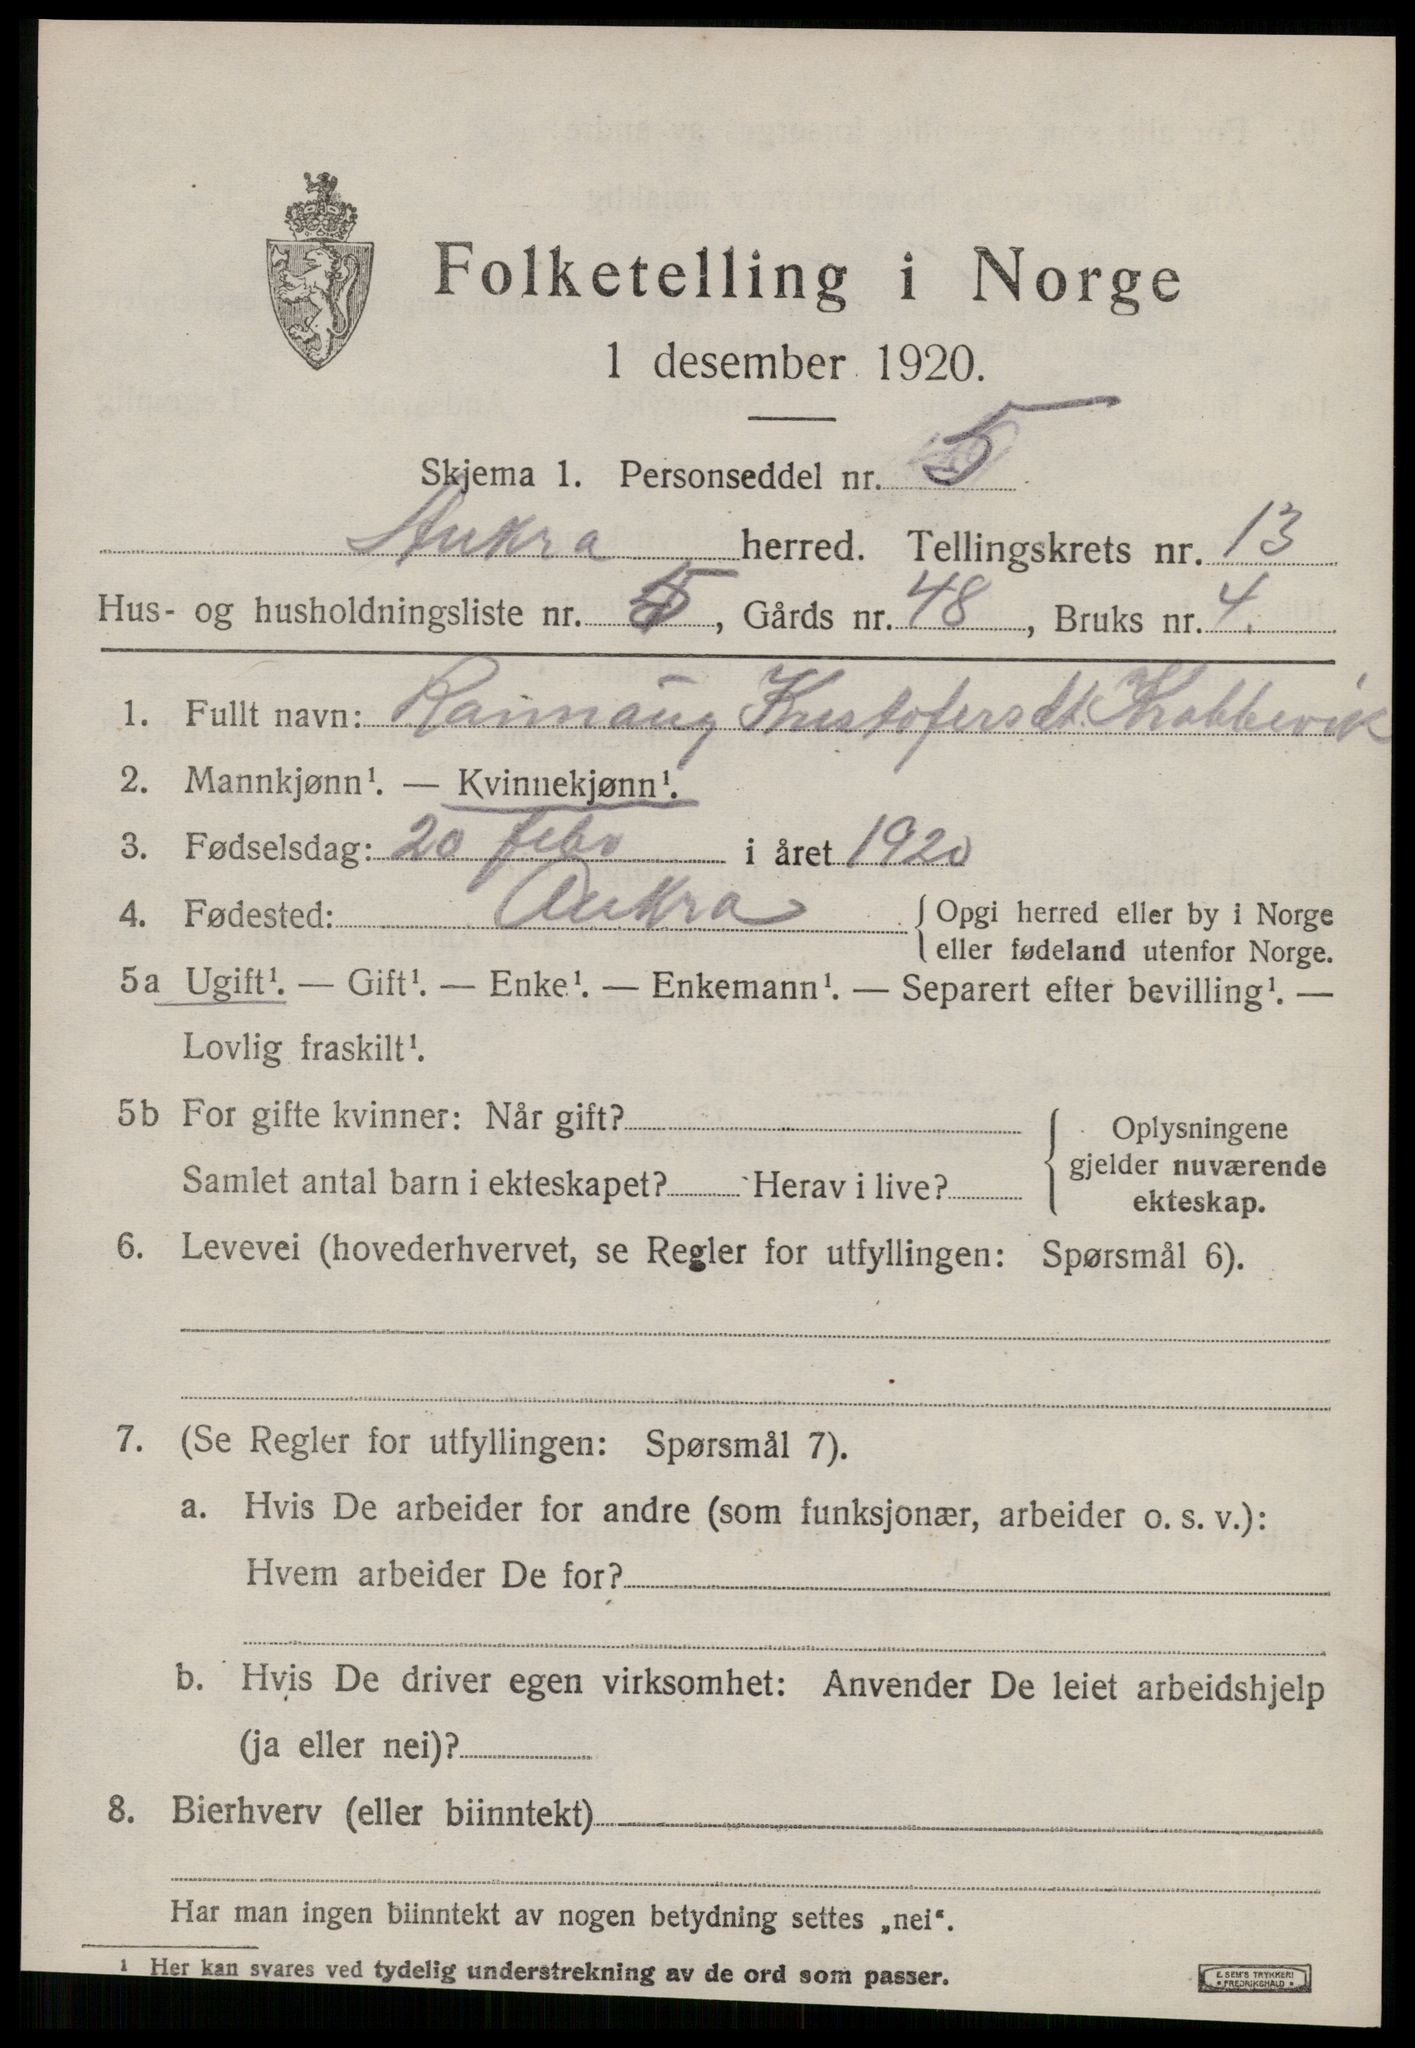 Folketelling i Norge
1 desember 1920.
Skjema 1. Personseddel nr. 5
Aukra herred. Tellingskrets nr. 13
Hus- og husholdningsliste nr. 5, Gårds nr. 48, Bruks nr. 4.
1. Fullt navn: Rannaug Kristofersdt. Krabbevik
2. Mannkjønn¹. — Kvinnekjønn¹.
3. Fødselsdag: 20 febr i året 1920
4. Fødested: Aukra Opgi herred eller by i Norge
eller fødeland utenfor Norge.
5a Ugift¹. — Gift¹. — Enke¹. — Enkemann¹. — Separert efter bevilling¹. —
Lovlig fraskilt¹.
5b For gifte kvinner: Når gift? Oplysningene
gjelder nuværende
Samlet antal barn i ekteskapet? Herav i live? ekteskap.
6. Levevei (hovederhvervet, se Regler for utfyllingen: Spørsmål 6).
7. (Se Regler for utfyllingen: Spørsmål 7).
a. Hvis De arbeider for andre (som funksjonær, arbeider o. s. v.):
Hvem arbeider De for?
b. Hvis De driver egen virksomhet: Anvender De leiet arbeidshjelp
(ja eller nei)?
8. Bierhverv (eller biinntekt)
Har man ingen biinntekt av nogen betydning settes „nei“.
¹ Her kan svares ved tydelig understrekning av de ord som passer.
E. SEM'S TRYKKERI
• FREDRIKSHALD •